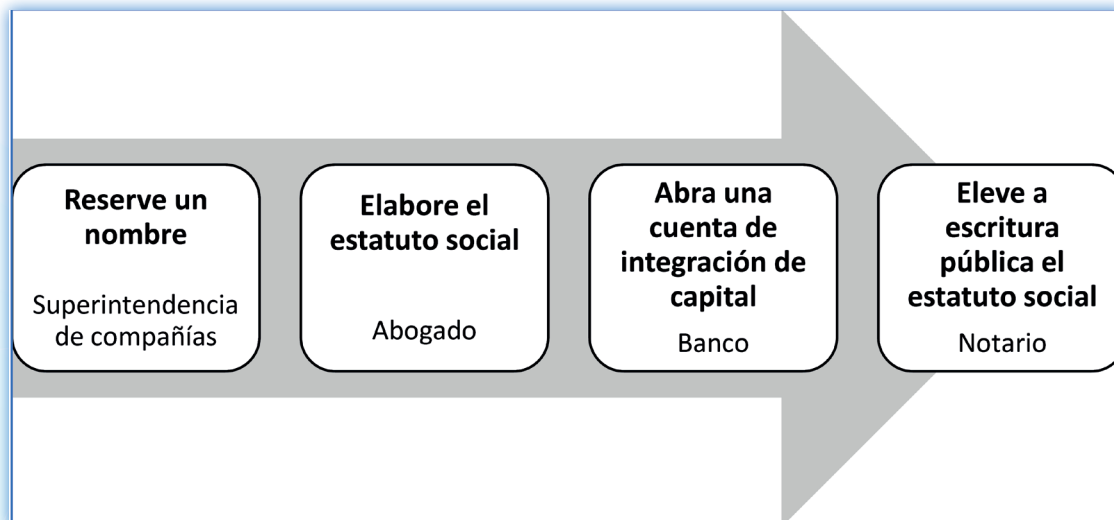 Reserve un
nombre
Superintendencia
de compañías
Elabore el
estatuto social
Abogado
Abra una
cuenta de
integración de
capital
Banco
Eleve a
escritura
pública el
estatuto social
Notario